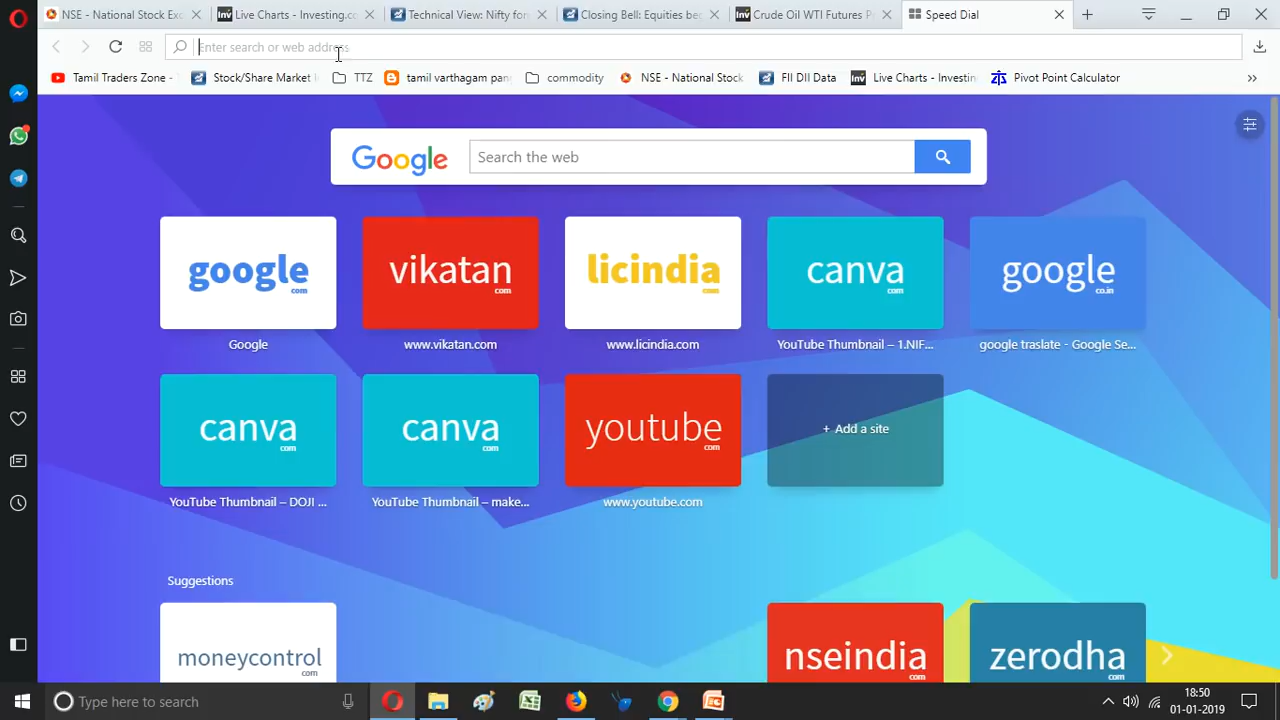 NSE - National Stock Exc
Live Charts - Investing.co
Technical View: Nifty for
Closing Bell: Equities be
Crude Oil WTI Futures P
Speed Dial
Enter search or web address
Tamil Traders Zone -
Stock/Share Market I
TTZ
tamil varthagam pan
commodity
NSE - National Stock
FII DII Data
Live Charts - Investin
Pivot Point Calculator
Google
Search the web
google
com
vikatan
com
licindia
com
canva
com
google
co.in
Google
www.vikatan.com
www.licindia.com
YouTube Thumbnail – 1.NIF...
google traslate - Google Se...
canva
com
canva
com
youtube
com
+ Add a site
YouTube Thumbnail – DOJI ...
YouTube Thumbnail – make...
www.youtube.com
Suggestions
moneycontrol
com
nseindia
com
zerodha
com
Type here to search
18:50
01-01-2019